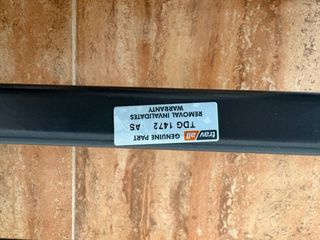 travall GENUINE PART
TDG 1472 AS
REMOVAL INVALIDATES
WARRANTY